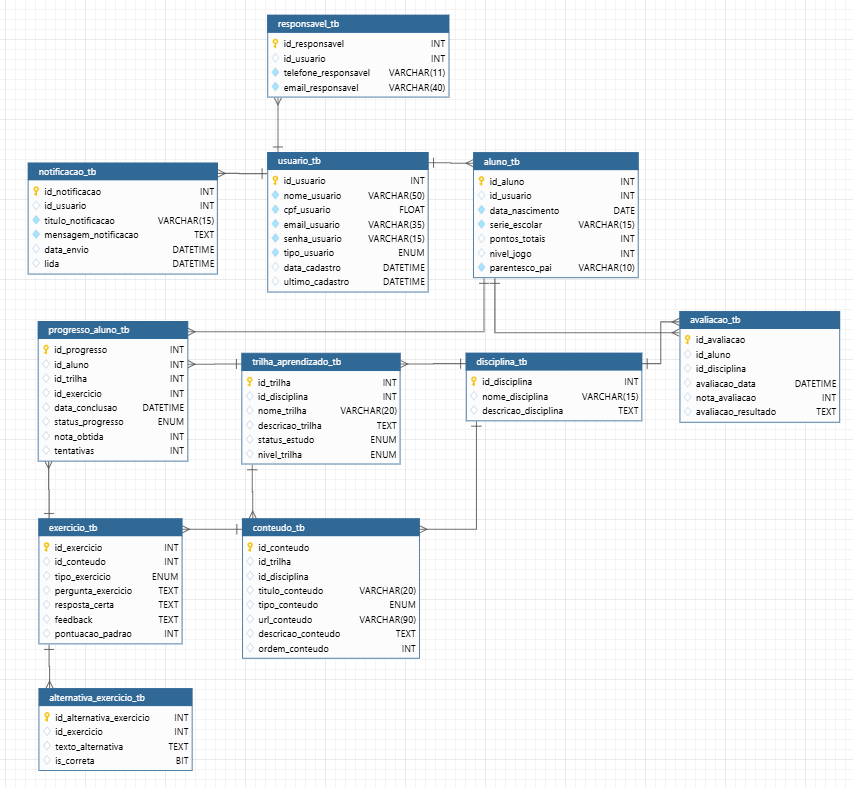 responsavel_tb
id_responsavel INT
id_usuario INT
telefone_responsavel VARCHAR(11)
email_responsavel VARCHAR(40)
notificacao_tb
id_notificacao INT
id_usuario INT
titulo_notificacao VARCHAR(15)
mensagem_notificacao TEXT
data_envio DATETIME
lida DATETIME
usuario_tb
id_usuario INT
nome_usuario VARCHAR(50)
cpf_usuario FLOAT
email_usuario VARCHAR(35)
senha_usuario VARCHAR(15)
tipo_usuario ENUM
data_cadastro DATETIME
ultimo_cadastro DATETIME
aluno_tb
id_aluno INT
id_usuario INT
data_nascimento DATE
serie_escolar VARCHAR(15)
pontos_totais INT
nivel_jogo INT
parentesco_pai VARCHAR(10)
progresso_aluno_tb
id_progresso INT
id_aluno INT
id_trilha INT
id_exercicio INT
data_conclusao DATETIME
status_progresso ENUM
nota_obtida INT
tentativas INT
trilha_aprendizado_tb
id_trilha INT
id_disciplina INT
nome_trilha VARCHAR(20)
descricao_trilha TEXT
status_estudo ENUM
nivel_trilha ENUM
disciplina_tb
id_disciplina INT
nome_disciplina VARCHAR(15)
descricao_disciplina TEXT
avaliacao_tb
id_avaliacao INT
id_aluno INT
id_disciplina INT
avaliacao_data DATETIME
nota_avaliacao INT
avaliacao_resultado TEXT
exercicio_tb
id_exercicio INT
id_conteudo INT
tipo_exercicio ENUM
pergunta_exercicio TEXT
resposta_certa TEXT
feedback TEXT
pontuacao_padrao INT
conteudo_tb
id_conteudo
id_trilha
id_disciplina
titulo_conteudo VARCHAR(20)
tipo_conteudo ENUM
url_conteudo VARCHAR(90)
descricao_conteudo TEXT
ordem_conteudo INT
alternativa_exercicio_tb
id_alternativa_exercicio INT
id_exercicio INT
texto_alternativa TEXT
is_correta BIT